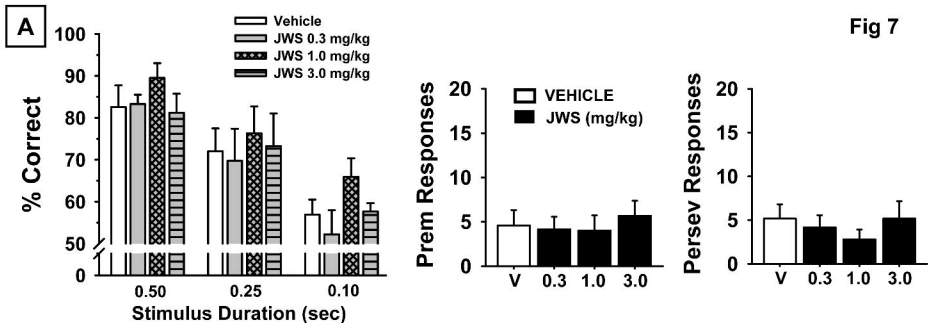 A
Fig 7
Vehicle
JWS 0.3 mg/kg
JWS 1.0 mg/kg
JWS 3.0 mg/kg
% Correct
100
90
80
70
60
50
0
0.50 0.25 0.10
Stimulus Duration (sec)
Prem Responses
20
15
10
5
0
VEHICLE
JWS (mg/kg)
V 0.3 1.0 3.0
Persev Responses
20
15
10
5
0
V 0.3 1.0 3.0